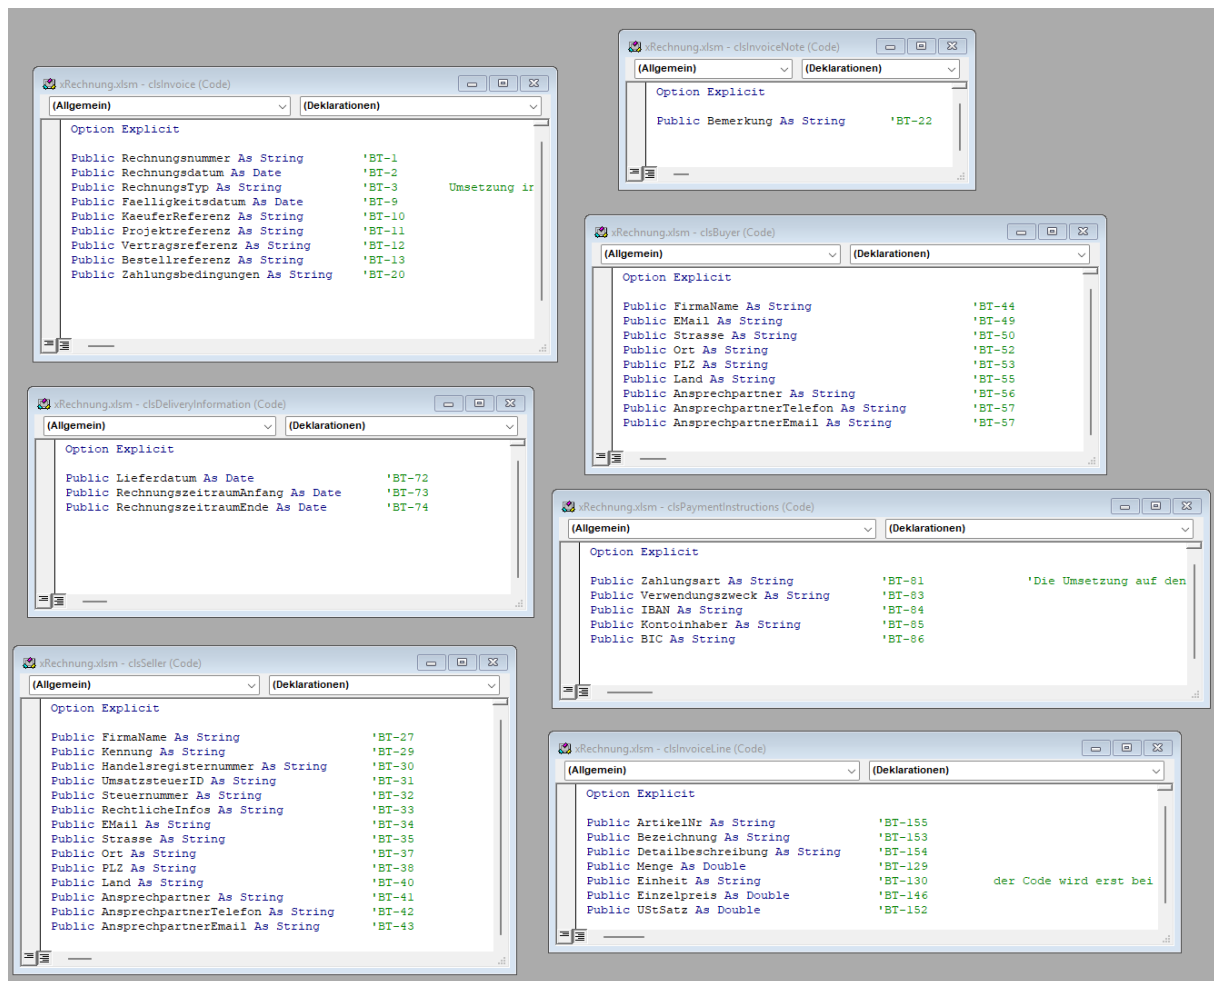 xRechnung.xlsm - clsInvoice (Code)
(Allgemein) (Deklarationen)
Option Explicit
Public Rechnungsnummer As String 'BT-1
Public Rechnungsdatum As Date 'BT-2
Public RechnungsTyp As String 'BT-3 Umsetzung in
Public Faelligkeitsdatum As Date 'BT-9
Public KaeuferReferenz As String 'BT-10
Public Projektreferenz As String 'BT-11
Public Vertragsreferenz As String 'BT-12
Public Bestellreferenz As String 'BT-13
Public Zahlungsbedingungen As String 'BT-20
xRechnung.xlsm - clsDeliveryInformation (Code)
(Allgemein) (Deklarationen)
Option Explicit
Public Lieferdatum As Date 'BT-72
Public RechnungszeitraumAnfang As Date 'BT-73
Public RechnungszeitraumEnde As Date 'BT-74
xRechnung.xlsm - clsSeller (Code)
(Allgemein) (Deklarationen)
Option Explicit
Public FirmaName As String 'BT-27
Public Kennung As String 'BT-29
Public Handelsregisternummer As String 'BT-30
Public UmsatzsteuerID As String 'BT-31
Public Steuernummer As String 'BT-32
Public RechtlicheInfos As String 'BT-33
Public EMail As String 'BT-34
Public Strasse As String 'BT-35
Public Ort As String 'BT-37
Public PLZ As String 'BT-38
Public Land As String 'BT-40
Public Ansprechpartner As String 'BT-41
Public AnsprechpartnerTelefon As String 'BT-42
Public AnsprechpartnerEmail As String 'BT-43
xRechnung.xlsm - clsInvoiceNote (Code)
(Allgemein) (Deklarationen)
Option Explicit
Public Bemerkung As String 'BT-22
xRechnung.xlsm - clsBuyer (Code)
(Allgemein) (Deklarationen)
Option Explicit
Public FirmaName As String 'BT-44
Public EMail As String 'BT-49
Public Strasse As String 'BT-50
Public Ort As String 'BT-52
Public PLZ As String 'BT-53
Public Land As String 'BT-55
Public Ansprechpartner As String 'BT-56
Public AnsprechpartnerTelefon As String 'BT-57
Public AnsprechpartnerEmail As String 'BT-57
xRechnung.xlsm - clsPaymentInstructions (Code)
(Allgemein) (Deklarationen)
Option Explicit
Public Zahlungsart As String 'BT-81 'Die Umsetzung auf den
Public Verwendungszweck As String 'BT-83
Public IBAN As String 'BT-84
Public Kontoinhaber As String 'BT-85
Public BIC As String 'BT-86
xRechnung.xlsm - clsInvoiceLine (Code)
(Allgemein) (Deklarationen)
Option Explicit
Public ArtikelNr As String 'BT-155
Public Bezeichnung As String 'BT-153
Public Detailbeschreibung As String 'BT-154
Public Menge As Double 'BT-129
Public Einheit As String 'BT-130 der Code wird erst bei
Public Einzelpreis As Double 'BT-146
Public UStSatz As Double 'BT-152